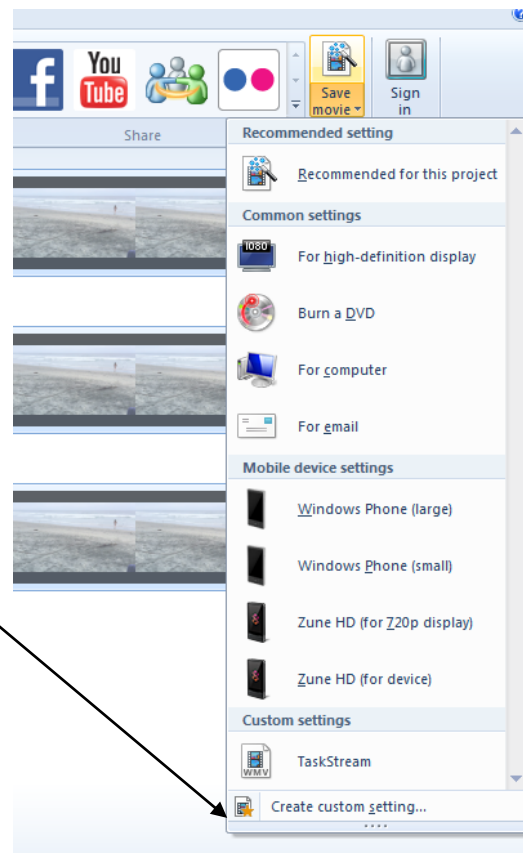 f
You
Tube
Save
movie
Sign
in
Share
Recommended setting
Recommended for this project
Common settings
1080
For high-definition display
Burn a DVD
For computer
For email
Mobile device settings
Windows Phone (large)
Windows Phone (small)
Zune HD (for 720p display)
Zune HD (for device)
Custom settings
WMV
TaskStream
Create custom setting...